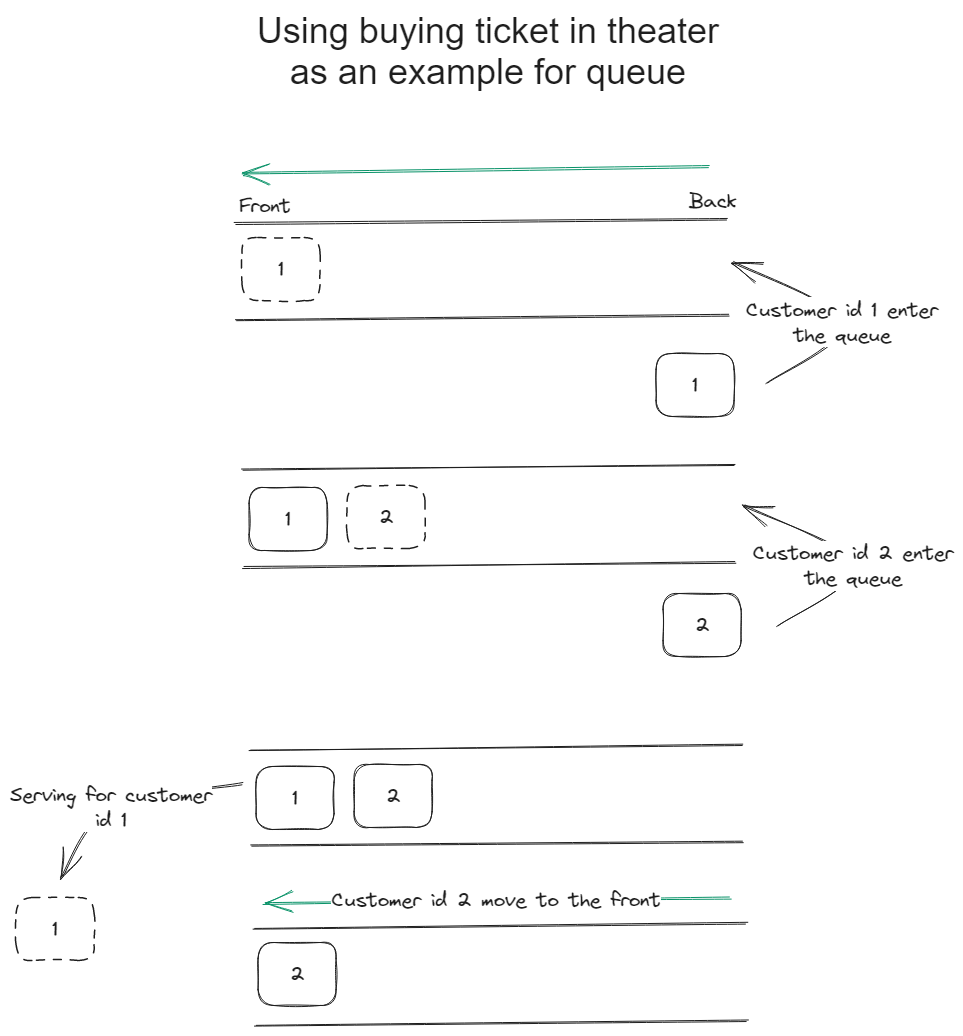 Using buying ticket in theater
as an example for queue
Front
Back
1
Customer id 1 enter
the queue
1
1
2
Customer id 2 enter
the queue
2
Serving for customer
id 1
1
2
1
Customer id 2 move to the front
2